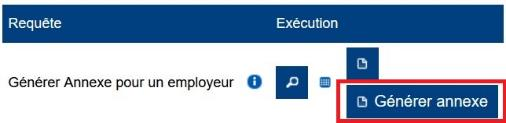 Requête Exécution
Générer Annexe pour un employeur
Générer annexe